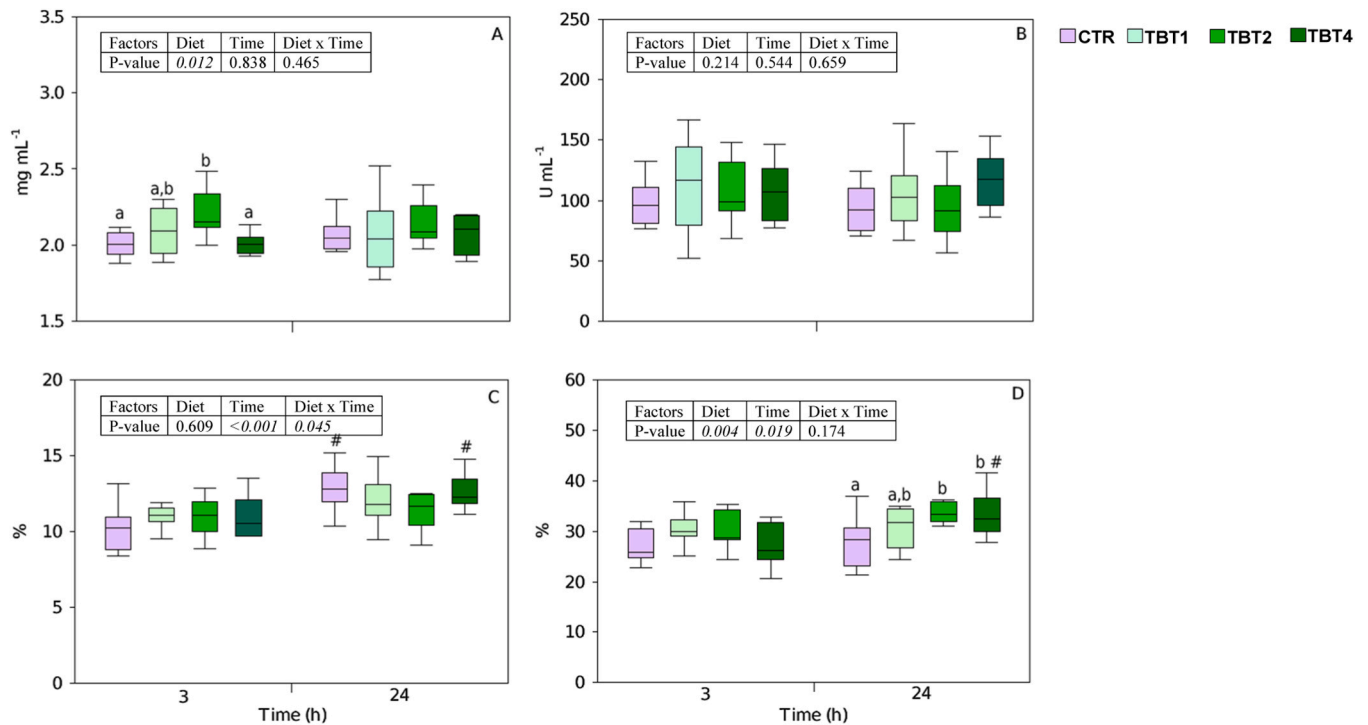 CTR TBT1 TBT2 TBT4
A
Factors Diet Time Diet x Time
P-value 0.012 0.838 0.465
mg mL⁻¹
3.5
3.0
2.5
2.0
1.5
a a,b b a
B
Factors Diet Time Diet x Time
P-value 0.214 0.544 0.659
U mL⁻¹
250
200
150
100
50
0
C
Factors Diet Time Diet x Time
P-value 0.609 <0.001 0.045
%
20
15
10
5
0
# #
3 24
Time (h)
D
Factors Diet Time Diet x Time
P-value 0.004 0.019 0.174
%
60
50
40
30
20
10
0
a a,b b b #
3 24
Time (h)